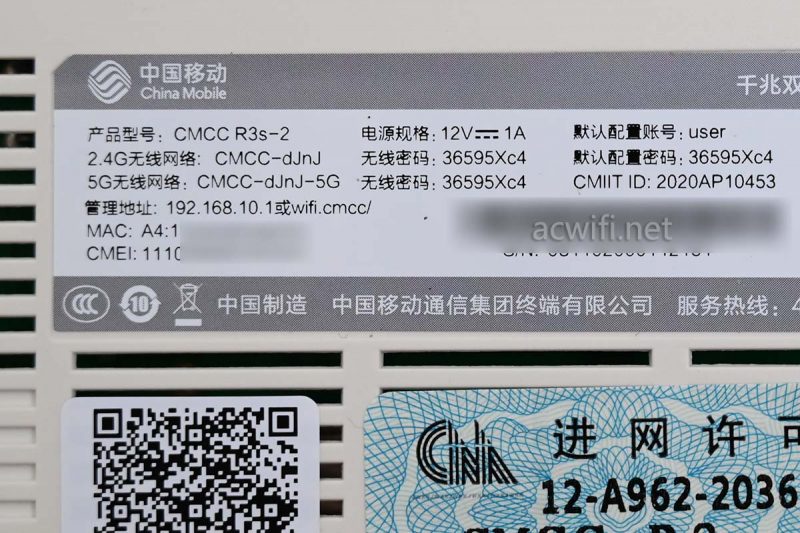 中国移动
China Mobile
千兆双
产品型号: CMCC R3s-2 电源规格: 12V⎓1A 默认配置账号: user
2.4G无线网络: CMCC-dJnJ 无线密码: 36595Xc4 默认配置密码: 36595Xc4
5G无线网络: CMCC-dJnJ-5G 无线密码: 36595Xc4 CMIIT ID: 2020AP10453
管理地址: 192.168.10.1或wifi.cmcc/
MAC: A4:1
acwifi.net
CMEI: 1110
S/N:
CCC 10 中国制造 中国移动通信集团终端有限公司 服务热线: 4
CNA 进网许可
12-A962-2036